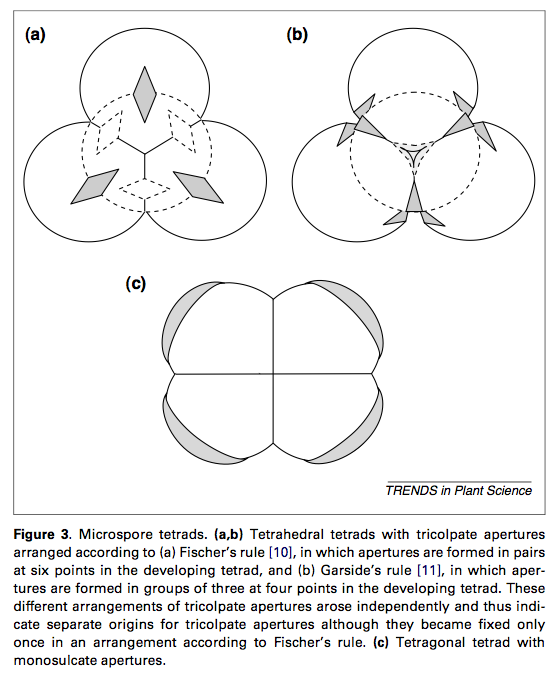 (a)
(b)
(c)
TRENDS in Plant Science
Figure 3. Microspore tetrads. (a,b) Tetrahedral tetrads with tricolpate apertures
arranged according to (a) Fischer's rule [10], in which apertures are formed in pairs
at six points in the developing tetrad, and (b) Garside's rule [11], in which aper-
tures are formed in groups of three at four points in the developing tetrad. These
different arrangements of tricolpate apertures arose independently and thus indi-
cate separate origins for tricolpate apertures although they became fixed only
once in an arrangement according to Fischer's rule. (c) Tetragonal tetrad with
monosulcate apertures.